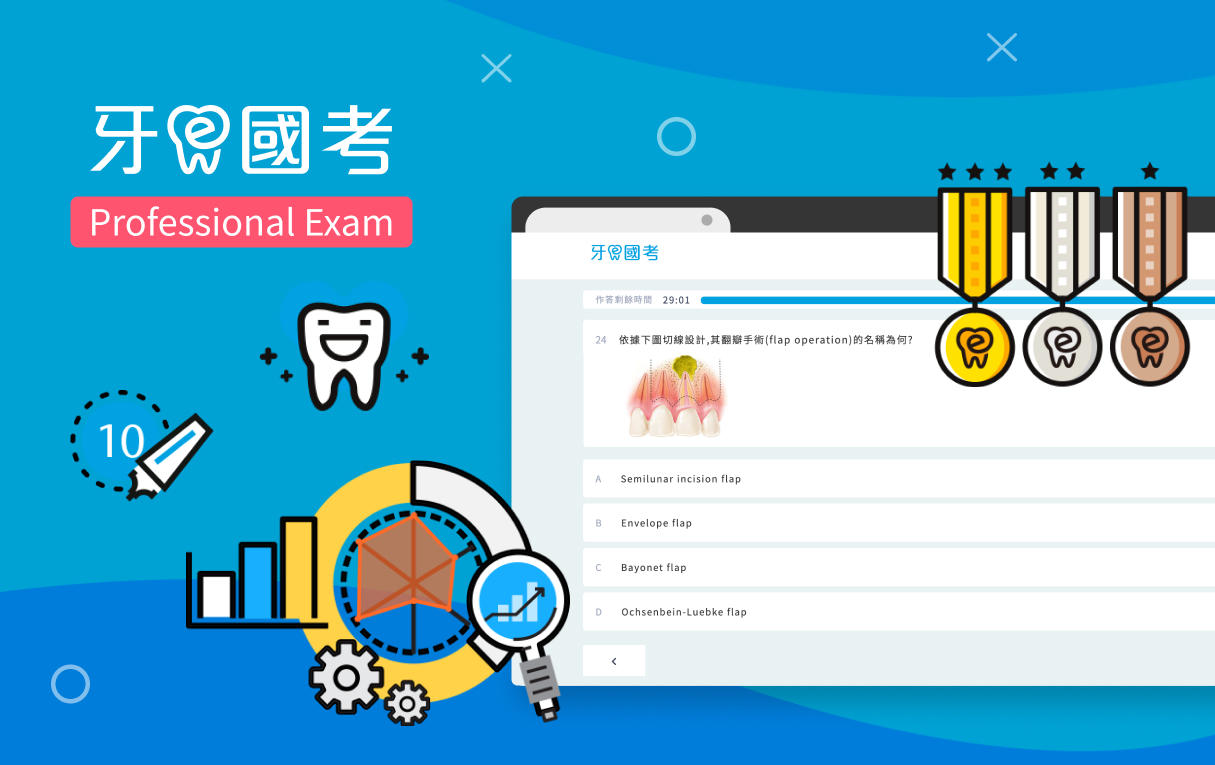 牙e國考
Professional Exam
10
牙e國考
作答剩餘時間 29:01
24 依據下圖切線設計,其翻瓣手術(flap operation)的名稱為何?
A Semilunar incision flap
B Envelope flap
C Bayonet flap
D Ochsenbein-Luebke flap
e
e
e